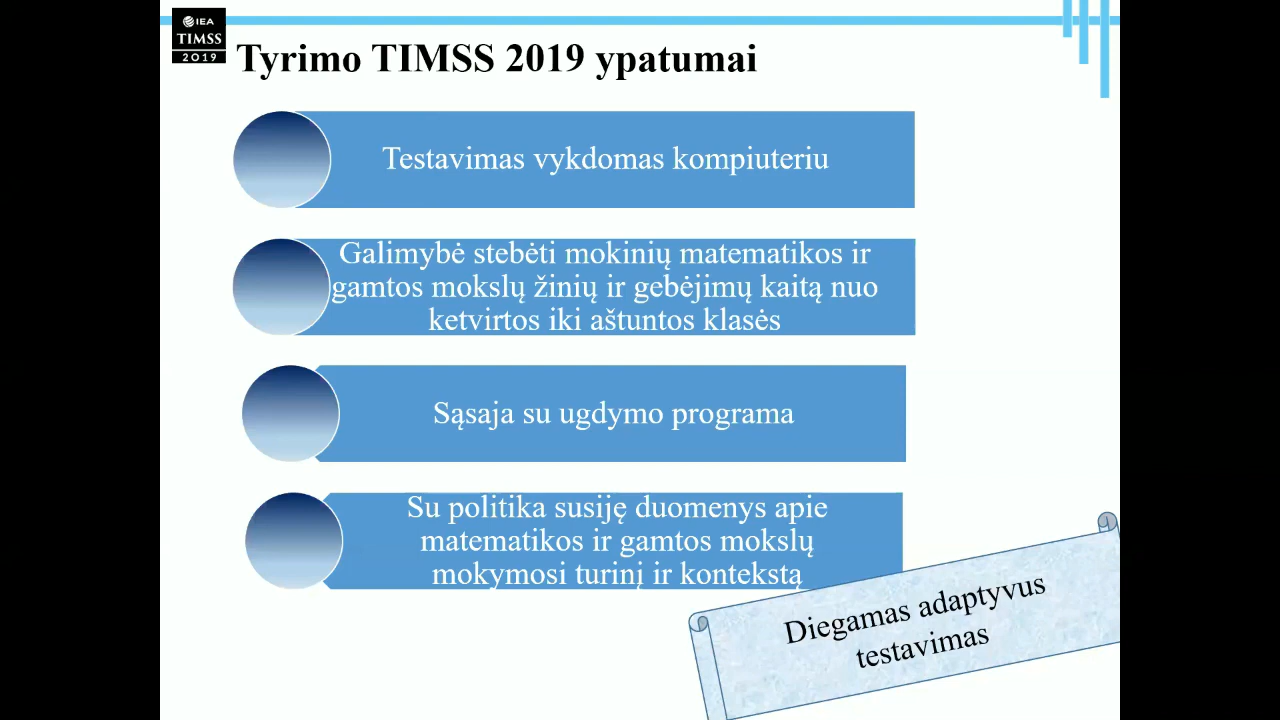 IEA
TIMSS
2019
Tyrimo TIMSS 2019 ypatumai
Testavimas vykdomas kompiuteriu
Galimybė stebėti mokinių matematikos ir
gamtos mokslų žinių ir gebėjimų kaitą nuo
ketvirtos iki aštuntos klasės
Sąsaja su ugdymo programa
Su politika susiję duomenys apie
matematikos ir gamtos mokslų
mokymosi turinį ir kontekstą
Diegamas adaptyvus
testavimas